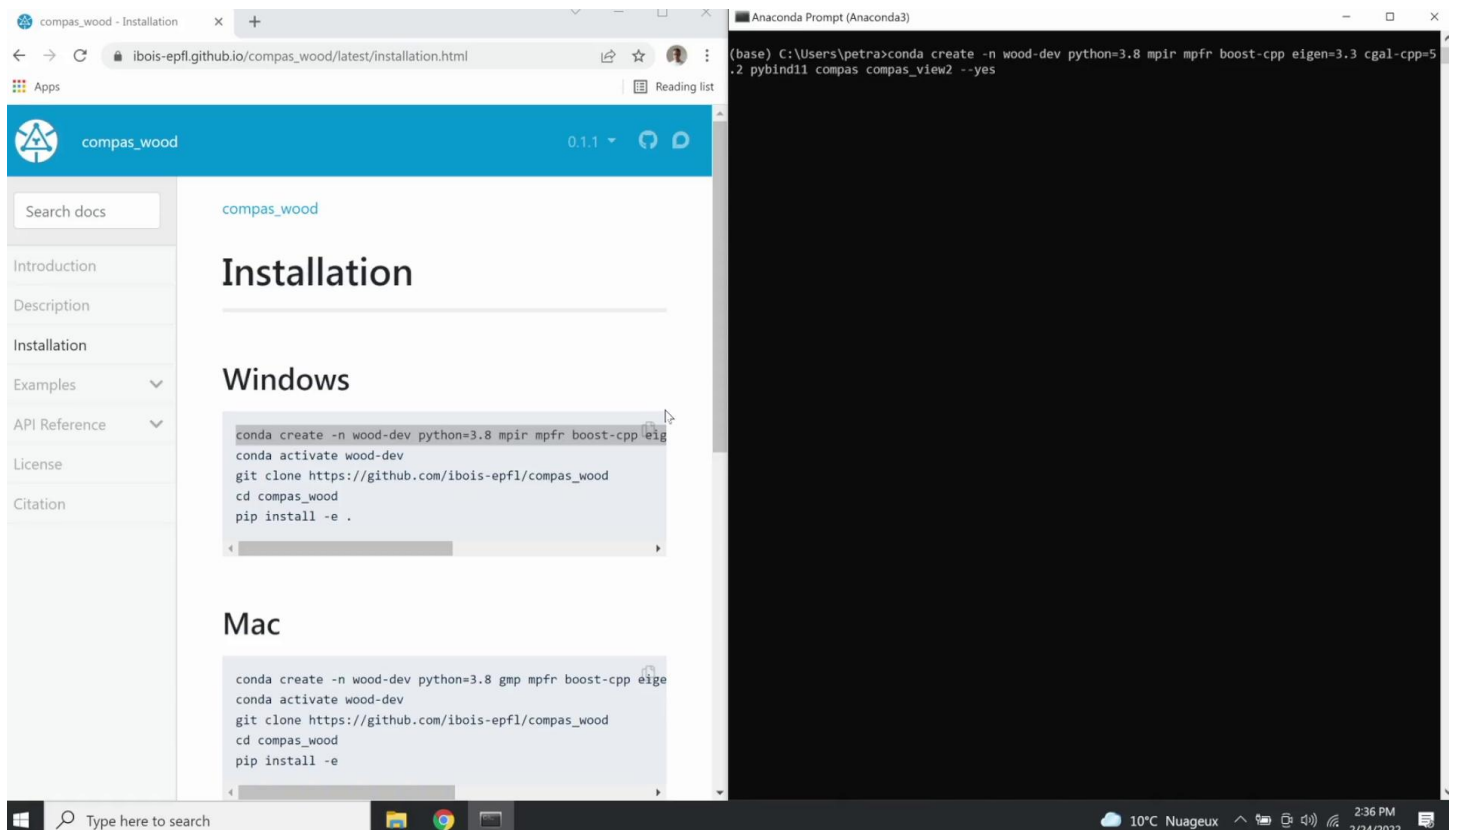 compas_wood - Installation
ibois-epfl.github.io/compas_wood/latest/installation.html
Apps
Reading list
compas_wood
0.1.1
Search docs
Introduction
Description
Installation
Examples
API Reference
License
Citation
compas_wood
Installation
Windows
conda create -n wood-dev python=3.8 mpir mpfr boost-cpp eig
conda activate wood-dev
git clone https://github.com/ibois-epfl/compas_wood
cd compas_wood
pip install -e .
Mac
conda create -n wood-dev python=3.8 gmp mpfr boost-cpp eige
conda activate wood-dev
git clone https://github.com/ibois-epfl/compas_wood
cd compas_wood
pip install -e
Anaconda Prompt (Anaconda3)
(base) C:\Users\petra>conda create -n wood-dev python=3.8 mpir mpfr boost-cpp eigen=3.3 cgal-cpp=5
.2 pybind11 compas compas_view2 --yes
Type here to search
10°C Nuageux
2:36 PM
2/24/2022